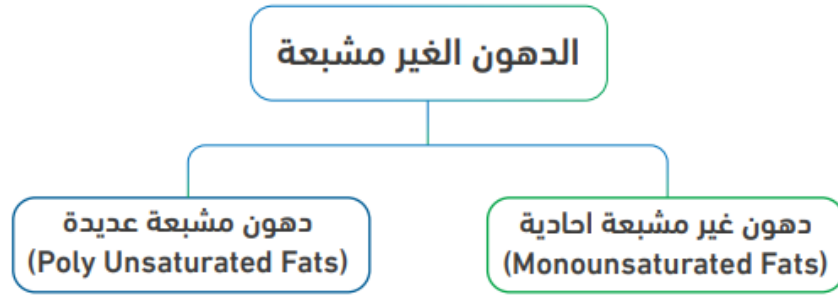 الدهون الغير مشبعة
دهون غير مشبعة احادية
(Monounsaturated Fats)
دهون مشبعة عديدة
(Poly Unsaturated Fats)